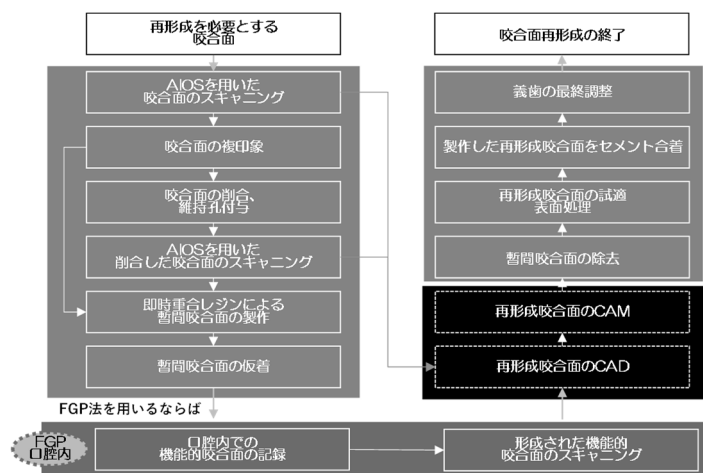 再形成を必要とする
咬合面
AIOSを用いた
咬合面のスキャニング
咬合面の複印象
咬合面の削合、
維持孔付与
AIOSを用いた
削合した咬合面のスキャニング
即時重合レジンによる
暫間咬合面の製作
暫間咬合面の仮着
FGP法を用いるならば
FGP
口腔内
口腔内での
機能的咬合面の記録
形成された機能的
咬合面のスキャニング
再形成咬合面のCAD
再形成咬合面のCAM
暫間咬合面の除去
再形成咬合面の試適
表面処理
製作した再形成咬合面をセメント合着
義歯の最終調整
咬合面再形成の終了